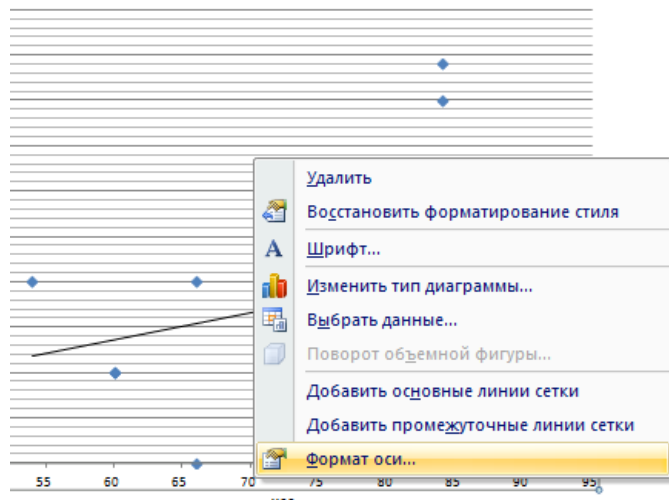 Удалить
Восстановить форматирование стиля
Шрифт...
Изменить тип диаграммы...
Выбрать данные...
Поворот объемной фигуры...
Добавить основные линии сетки
Добавить промежуточные линии сетки
Формат оси...
55 60 65 70 75 80 85 90 95